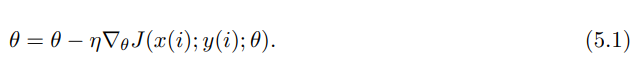 θ = θ − η∇θJ(x(i); y(i); θ). (5.1)